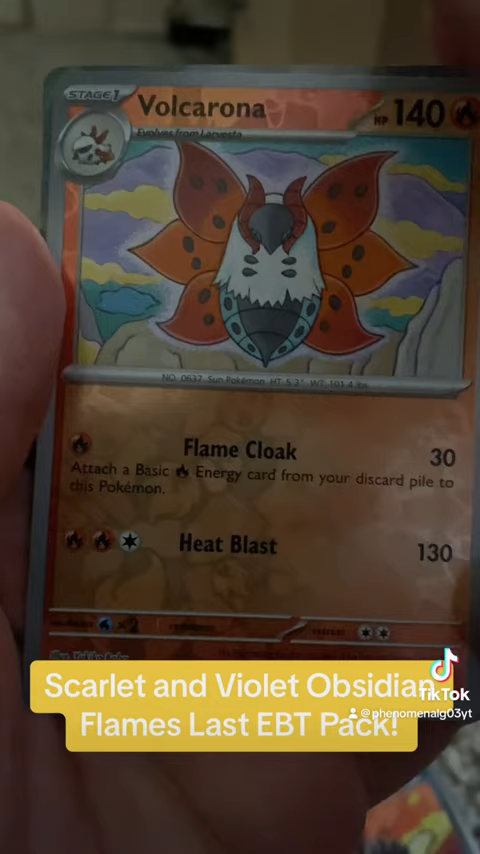 STAGE 1
Volcarona
HP 140
Evolves from Larvesta
NO. 0637 Sun Pokémon HT: 5'3" WT: 101.4 lbs.
Flame Cloak 30
Attach a Basic Energy card from your discard pile to
this Pokémon.
Heat Blast 130
Scarlet and Violet Obsidian
Flames Last EBT Pack!
TikTok
@phenomenalg03yt